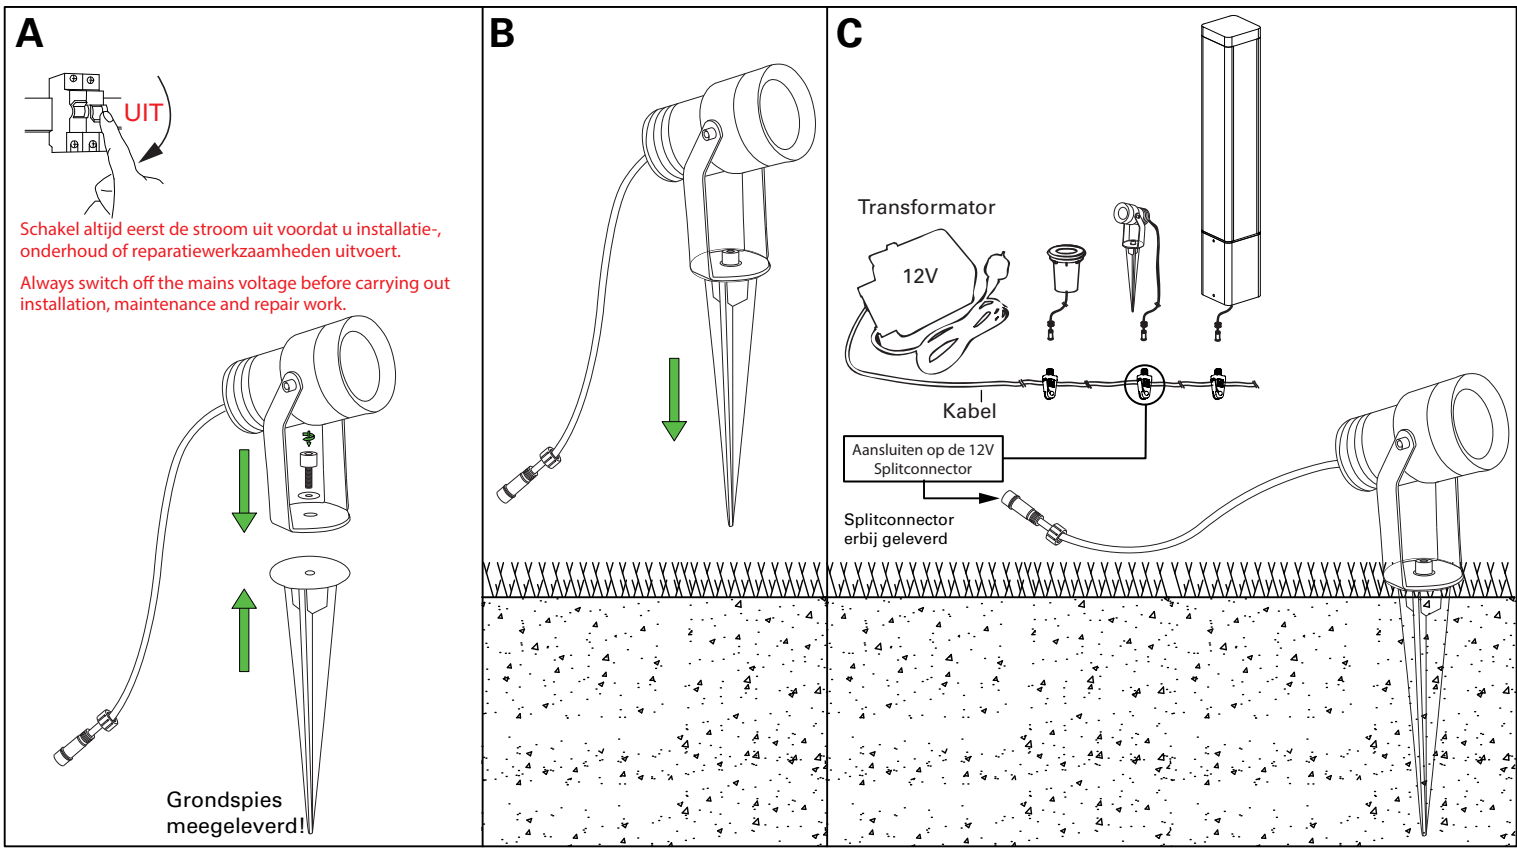 A
UIT
Schakel altijd eerst de stroom uit voordat u installatie-,
onderhoud of reparatiewerkzaamheden uitvoert.
Always switch off the mains voltage before carrying out
installation, maintenance and repair work.
Grondspies
meegeleverd!
B
C
Transformator
12V
Kabel
Aansluiten op de 12V
Splitconnector
Splitconnector
erbij geleverd